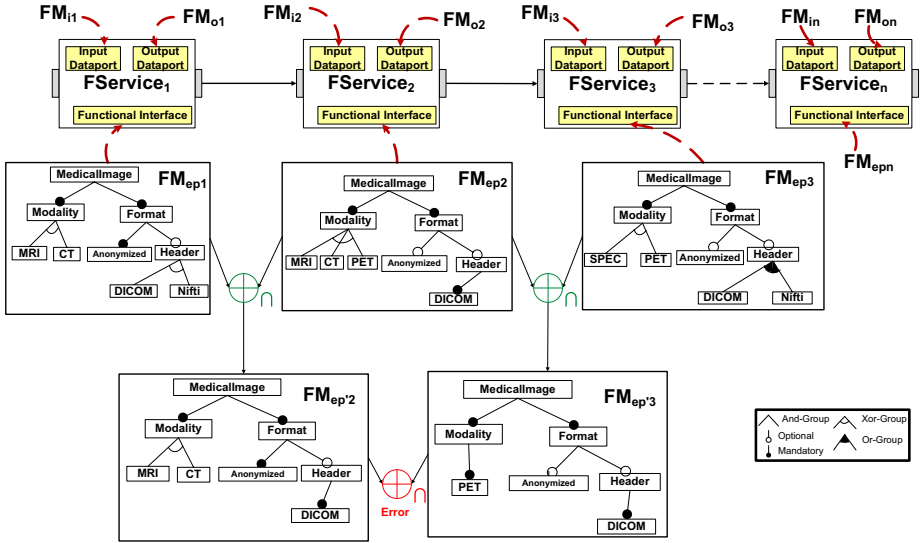 FMi1
FMo1
FMi2
FMo2
FMi3
FMo3
FMin
FMon
Input Dataport
Output Dataport
FService1
Functional Interface
Input Dataport
Output Dataport
FService2
Functional Interface
Input Dataport
Output Dataport
FService3
Functional Interface
Input Dataport
Output Dataport
FServicen
Functional Interface
FMepn
MedicalImage
FMep1
Modality
Format
MRI
CT
Anonymized
Header
DICOM
Nifti
MedicalImage
FMep2
Modality
Format
MRI
CT
PET
Anonymized
Header
DICOM
MedicalImage
FMep3
Modality
Format
SPEC
PET
Anonymized
Header
DICOM
Nifti
∩
∩
MedicalImage
FMep'2
Modality
Format
MRI
CT
Anonymized
Header
DICOM
MedicalImage
FMep'3
Modality
Format
PET
Anonymized
Header
DICOM
∩
Error
And-Group
Xor-Group
Optional
Or-Group
Mandatory